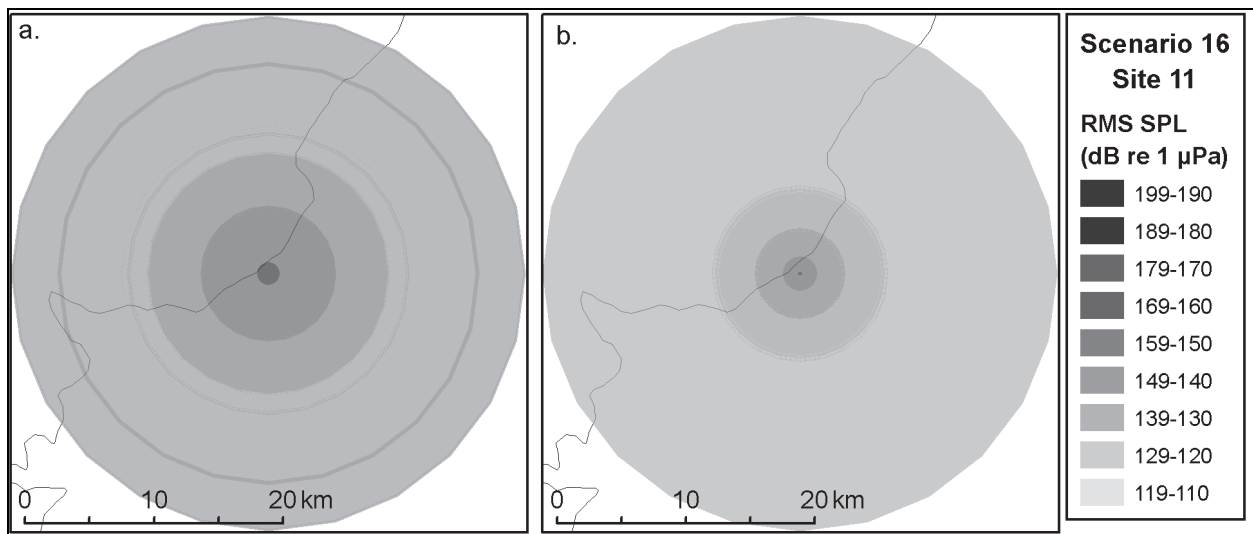 a.
0 10 20 km
b.
0 10 20 km
Scenario 16
Site 11
RMS SPL
(dB re 1 µPa)
199-190
189-180
179-170
169-160
159-150
149-140
139-130
129-120
119-110